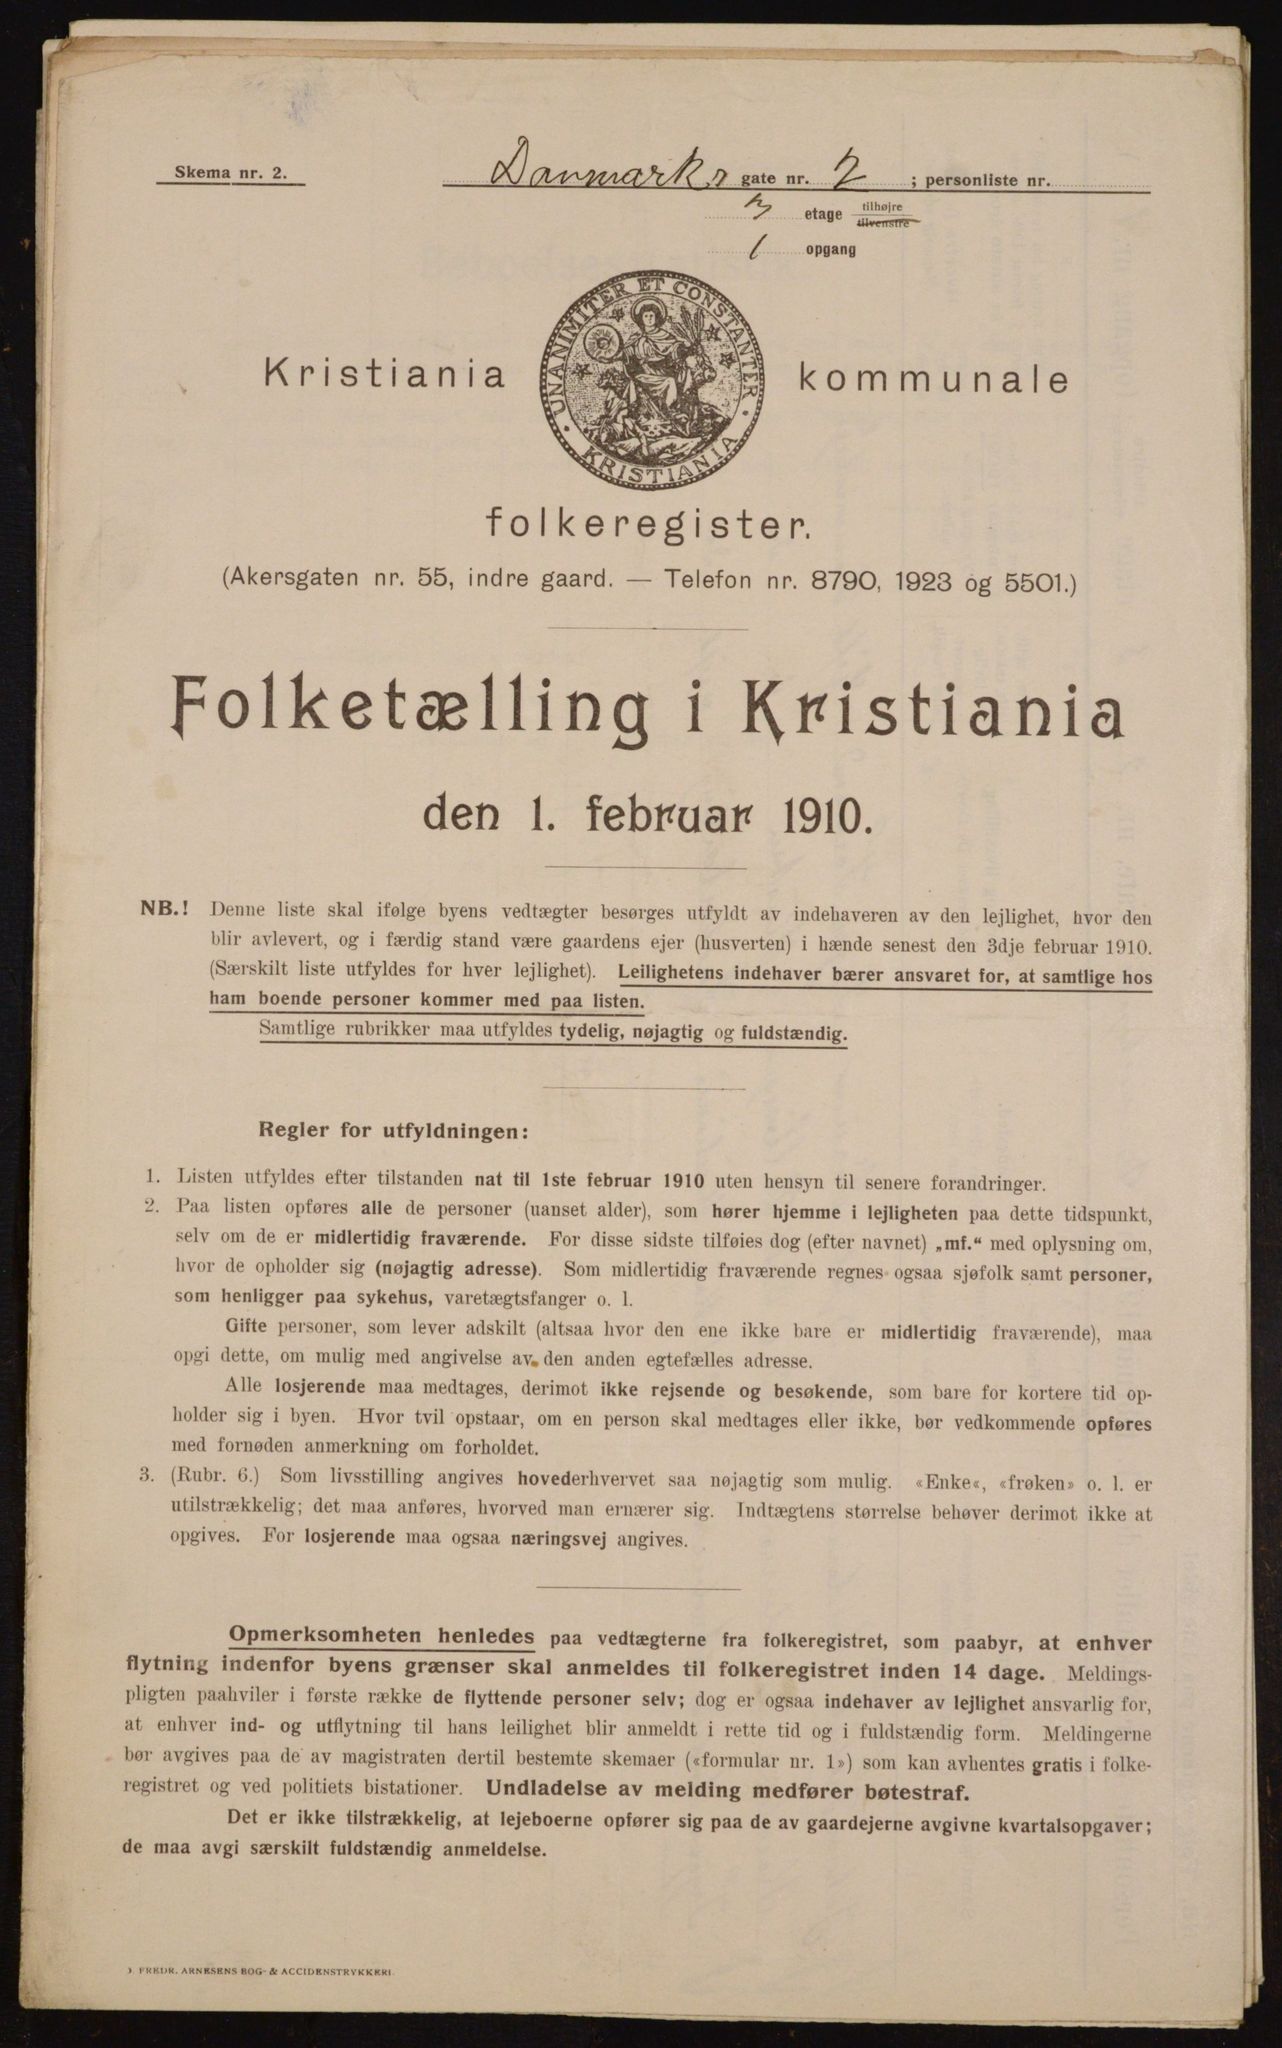 Skema nr. 2.
Danmarks gate nr. 2 ; personliste nr.
3 etage tilhøjre tilvenstre
1 opgang
UNANIMITER ET CONSTANTER · KRISTIANIA ·
Kristiania kommunale
folkeregister.
(Akersgaten nr. 55, indre gaard. — Telefon nr. 8790, 1923 og 5501.)
Folketælling i Kristiania
den 1. februar 1910.
NB.! Denne liste skal ifølge byens vedtægter besørges utfyldt av indehaveren av den lejlighet, hvor den
blir avlevert, og i færdig stand være gaardens ejer (husverten) i hænde senest den 3dje februar 1910.
(Særskilt liste utfyldes for hver lejlighet). Leilighetens indehaver bærer ansvaret for, at samtlige hos
ham boende personer kommer med paa listen.
Samtlige rubrikker maa utfyldes tydelig, nøjagtig og fuldstændig.
Regler for utfyldningen:
1. Listen utfyldes efter tilstanden nat til 1ste februar 1910 uten hensyn til senere forandringer.
2. Paa listen opføres alle de personer (uanset alder), som hører hjemme i lejligheten paa dette tidspunkt,
selv om de er midlertidig fraværende. For disse sidste tilføies dog (efter navnet) „mf.“ med oplysning om,
hvor de opholder sig (nøjagtig adresse). Som midlertidig fraværende regnes ogsaa sjøfolk samt personer,
som henligger paa sykehus, varetægtsfanger o. l.
Gifte personer, som lever adskilt (altsaa hvor den ene ikke bare er midlertidig fraværende), maa
opgi dette, om mulig med angivelse av den anden egtefælles adresse.
Alle losjerende maa medtages, derimot ikke rejsende og besøkende, som bare for kortere tid op-
holder sig i byen. Hvor tvil opstaar, om en person skal medtages eller ikke, bør vedkommende opføres
med fornøden anmerkning om forholdet.
3. (Rubr. 6.) Som livsstilling angives hovederhvervet saa nøjagtig som mulig. «Enke«, «frøken» o. l. er
utilstrækkelig; det maa anføres, hvorved man ernærer sig. Indtægtens størrelse behøver derimot ikke at
opgives. For losjerende maa ogsaa næringsvej angives.
Opmerksomheten henledes paa vedtægterne fra folkeregistret, som paabyr, at enhver
flytning indenfor byens grænser skal anmeldes til folkeregistret inden 14 dage. Meldings-
pligten paahviler i første række de flyttende personer selv; dog er ogsaa indehaver av lejlighet ansvarlig for,
at enhver ind- og utflytning til hans leilighet blir anmeldt i rette tid og i fuldstændig form. Meldingerne
bør avgives paa de av magistraten dertil bestemte skemaer («formular nr. 1») som kan avhentes gratis i folke-
registret og ved politiets bistationer. Undladelse av melding medfører bøtestraf.
Det er ikke tilstrækkelig, at lejeboerne opfører sig paa de av gaardejerne avgivne kvartalsopgaver;
de maa avgi særskilt fuldstændig anmeldelse.
J. FREDR. ARNESENS BOG- & ACCIDENSTRYKKERI.